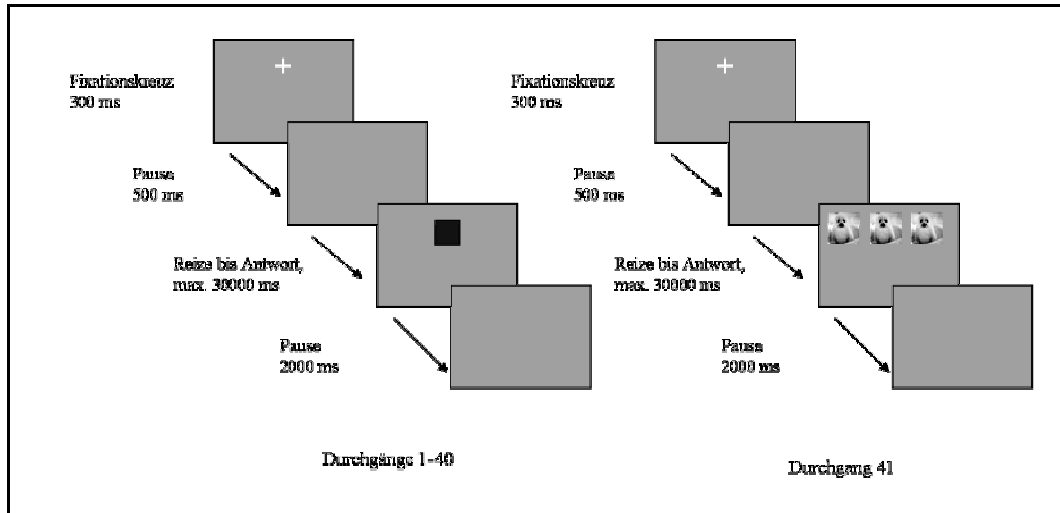 Fixationskreuz
300 ms
Pause
500 ms
Reize bis Antwort,
max. 30000 ms
Pause
2000 ms
Durchgänge 1-40
Fixationskreuz
300 ms
Pause
500 ms
Reize bis Antwort,
max. 30000 ms
Pause
2000 ms
Durchgang 41